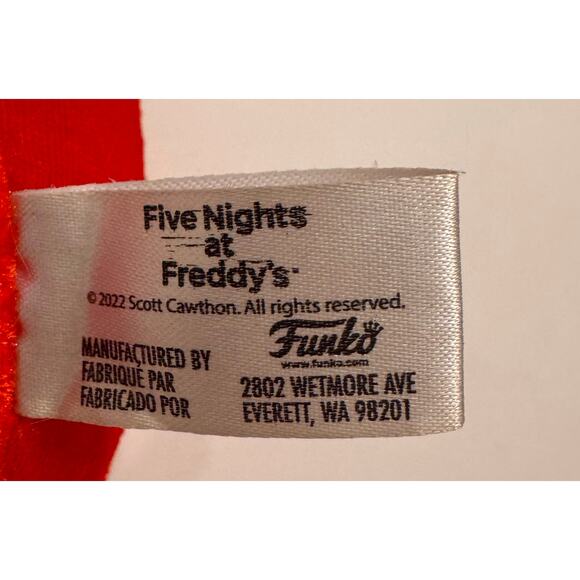 Five Nights
at
Freddy's
© 2022 Scott Cawthon. All rights reserved.
MANUFACTURED BY
FABRIQUÉ PAR
FABRICADO POR
Funko
www.funko.com
2802 WETMORE AVE
EVERETT, WA 98201